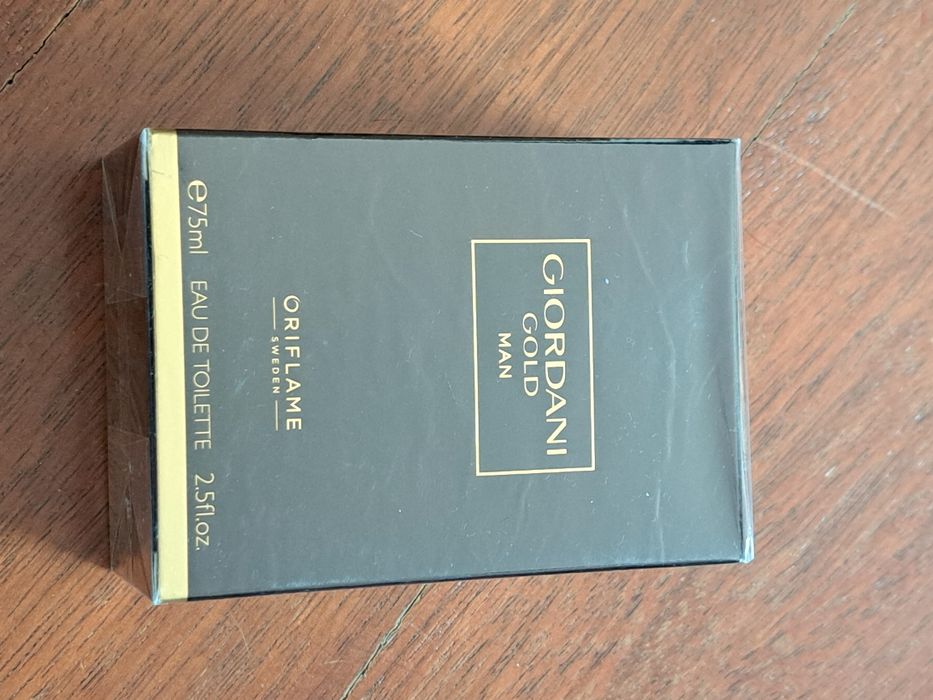 GIORDANI
GOLD
MAN
ORIFLAME
SWEDEN
℮75ml EAU DE TOILETTE 2.5fl.oz.